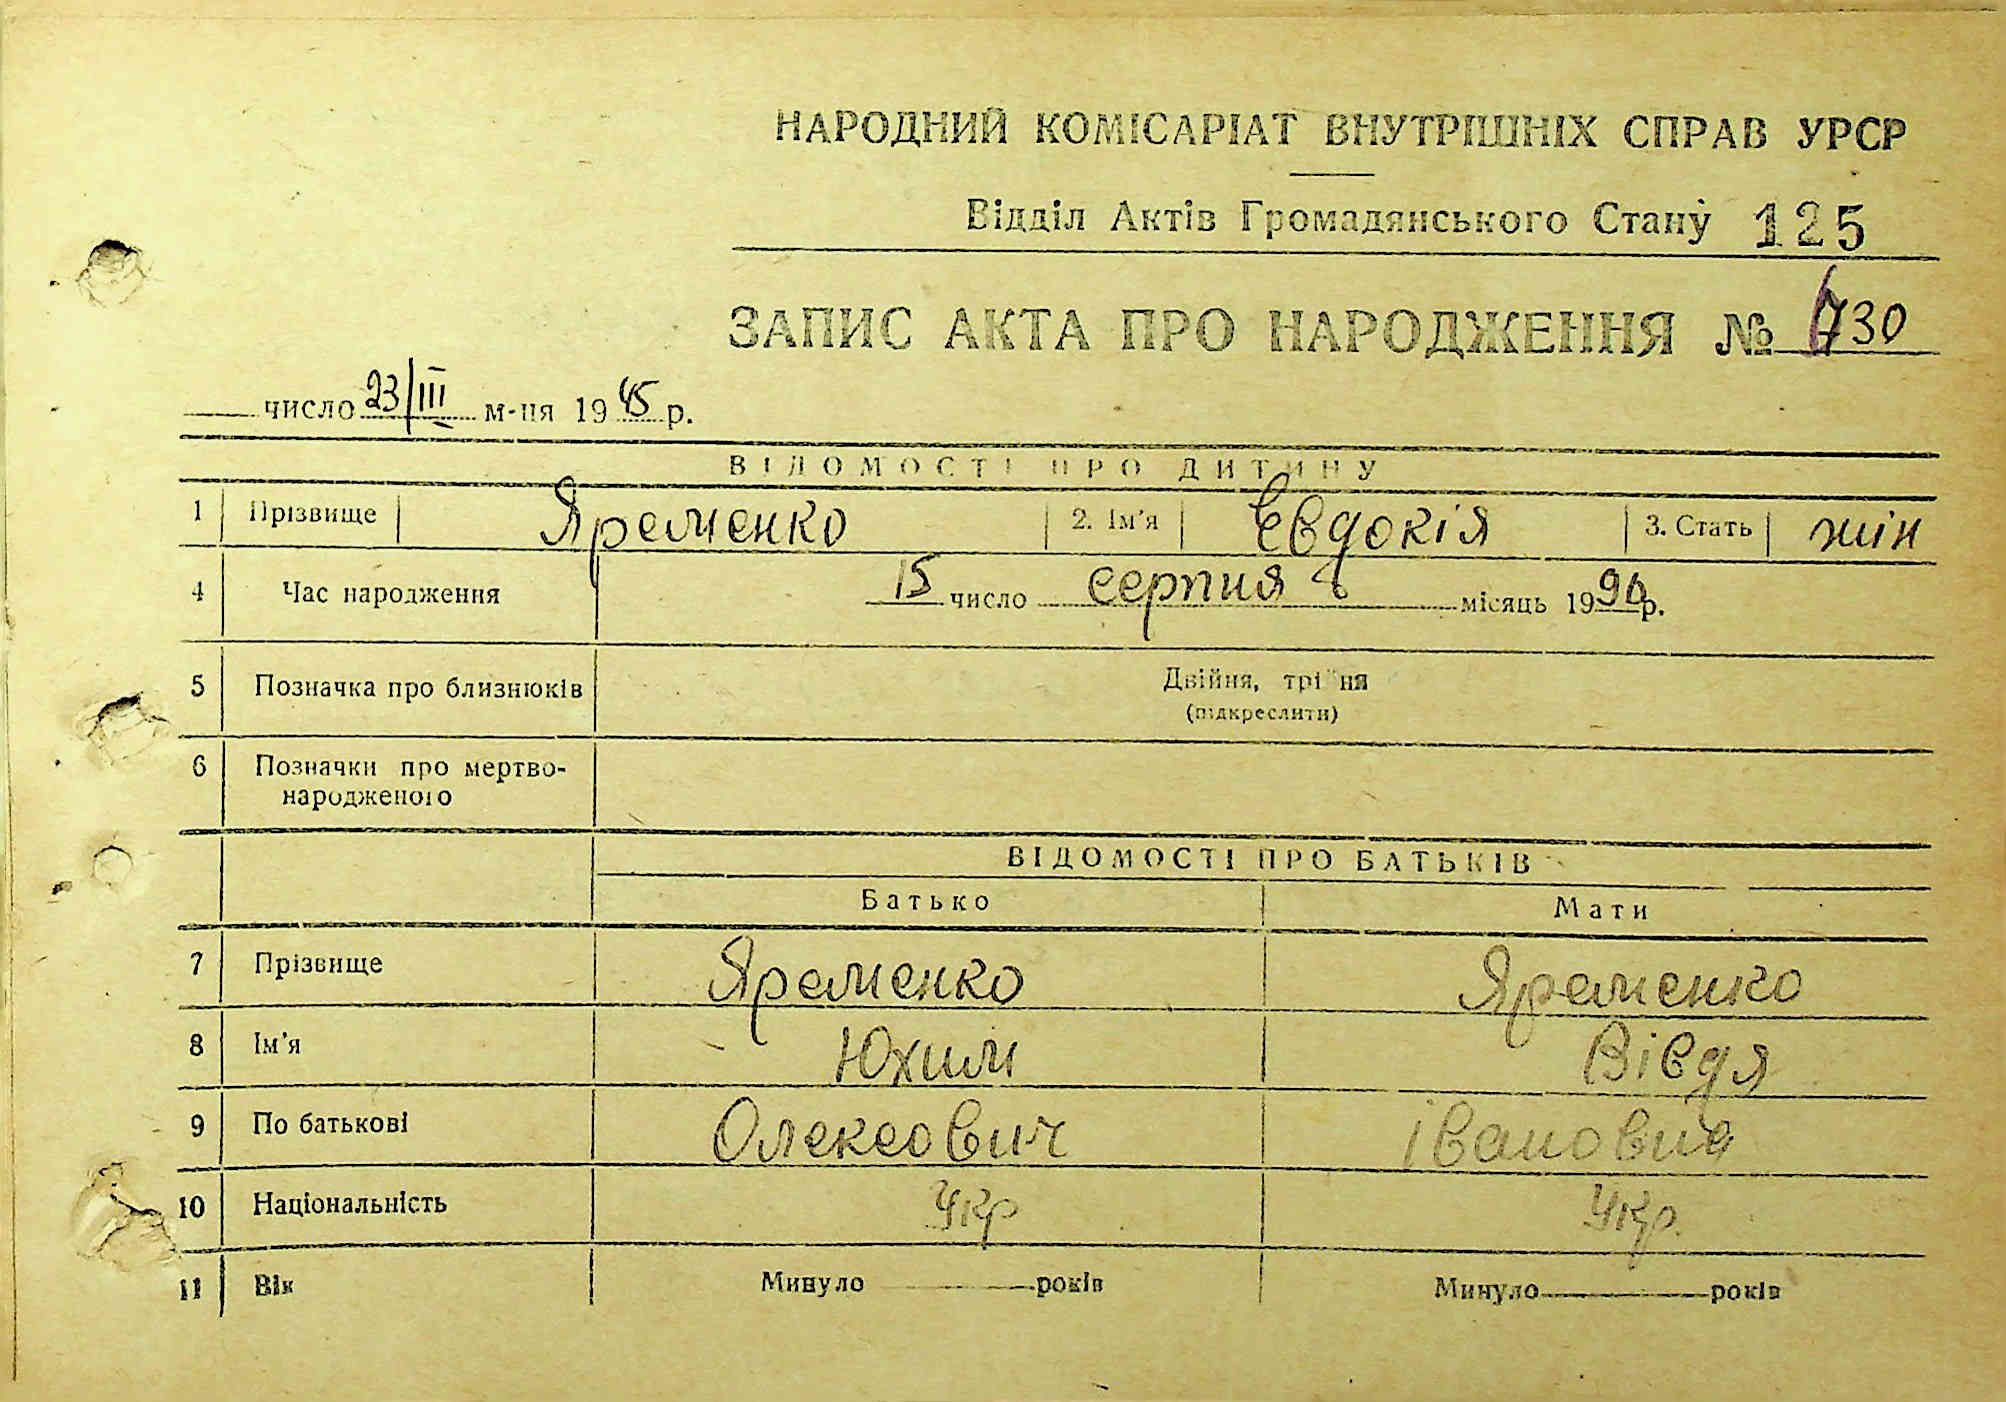 НАРОДНИЙ КОМІСАРІАТ ВНУТРІШНІХ СПРАВ УРСР
Відділ Актів Громадянського Стану 125
ЗАПИС АКТА ПРО НАРОДЖЕННЯ № 730
число 23/III м-ця 1945 р.
ВІДОМОСТІ ПРО ДИТИНУ
1 Прізвище Яременко 2. Ім'я Евдокія 3. Стать жін
4 Час народження 15 число серпня місяць 19 р.
5 Позначка про близнюків Двійня, трійня
(підкреслити)
6 Позначки про мертво-
народженого
ВІДОМОСТІ ПРО БАТЬКІВ
Батько Мати
7 Прізвище Яременко Яременко
8 Ім'я Юхим Вівдя
9 По батькові Олексович Івановна
10 Національність Укр Укр.
11 Вік Минуло років Минуло років